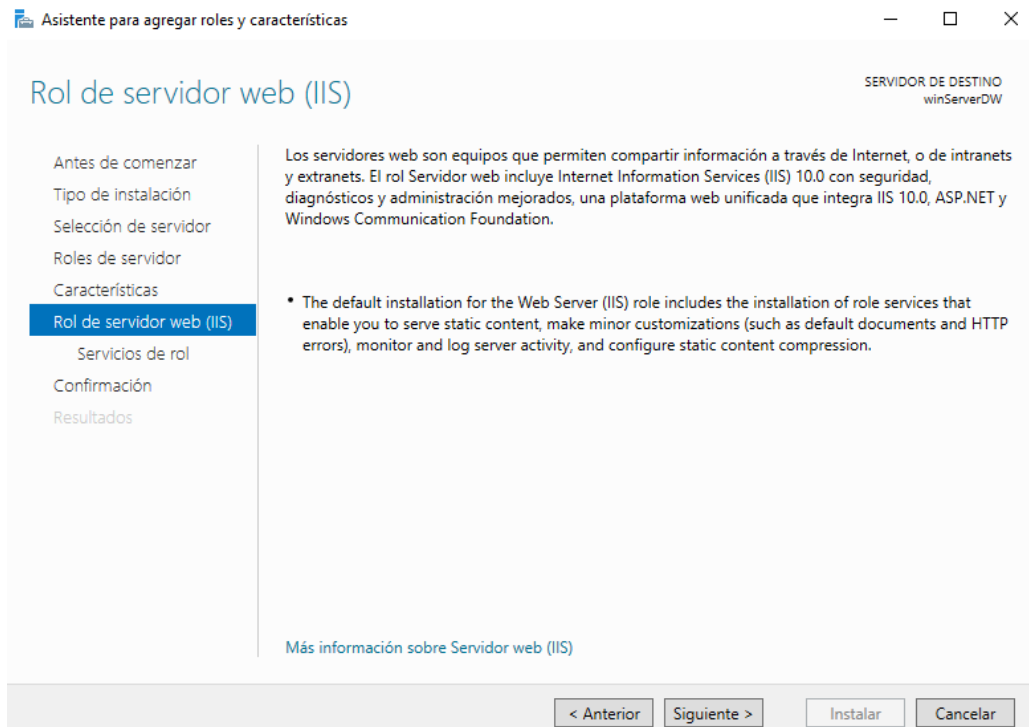 Asistente para agregar roles y características
Rol de servidor web (IIS)
SERVIDOR DE DESTINO
winServerDW
Antes de comenzar
Tipo de instalación
Selección de servidor
Roles de servidor
Características
Rol de servidor web (IIS)
Servicios de rol
Confirmación
Resultados
Los servidores web son equipos que permiten compartir información a través de Internet, o de intranets
y extranets. El rol Servidor web incluye Internet Information Services (IIS) 10.0 con seguridad,
diagnósticos y administración mejorados, una plataforma web unificada que integra IIS 10.0, ASP.NET y
Windows Communication Foundation.
• The default installation for the Web Server (IIS) role includes the installation of role services that
enable you to serve static content, make minor customizations (such as default documents and HTTP
errors), monitor and log server activity, and configure static content compression.
Más información sobre Servidor web (IIS)
< Anterior
Siguiente >
Instalar
Cancelar